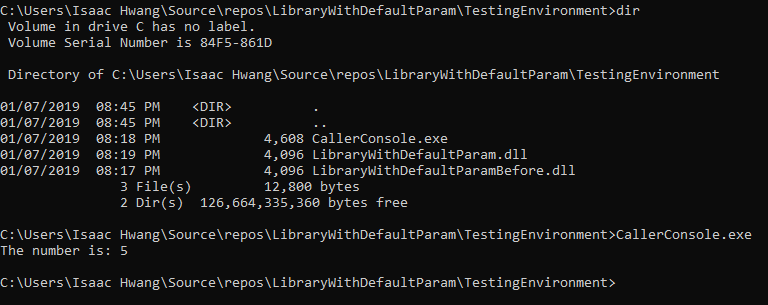 C:\Users\Isaac Hwang\Source\repos\LibraryWithDefaultParam\TestingEnvironment>dir
Volume in drive C has no label.
Volume Serial Number is 84F5-861D
Directory of C:\Users\Isaac Hwang\Source\repos\LibraryWithDefaultParam\TestingEnvironment
01/07/2019  08:45 PM    <DIR>          .
01/07/2019  08:45 PM    <DIR>          ..
01/07/2019  08:18 PM             4,608 CallerConsole.exe
01/07/2019  08:19 PM             4,096 LibraryWithDefaultParam.dll
01/07/2019  08:17 PM             4,096 LibraryWithDefaultParamBefore.dll
3 File(s)         12,800 bytes
2 Dir(s)  126,664,335,360 bytes free
C:\Users\Isaac Hwang\Source\repos\LibraryWithDefaultParam\TestingEnvironment>CallerConsole.exe
The number is: 5
C:\Users\Isaac Hwang\Source\repos\LibraryWithDefaultParam\TestingEnvironment>